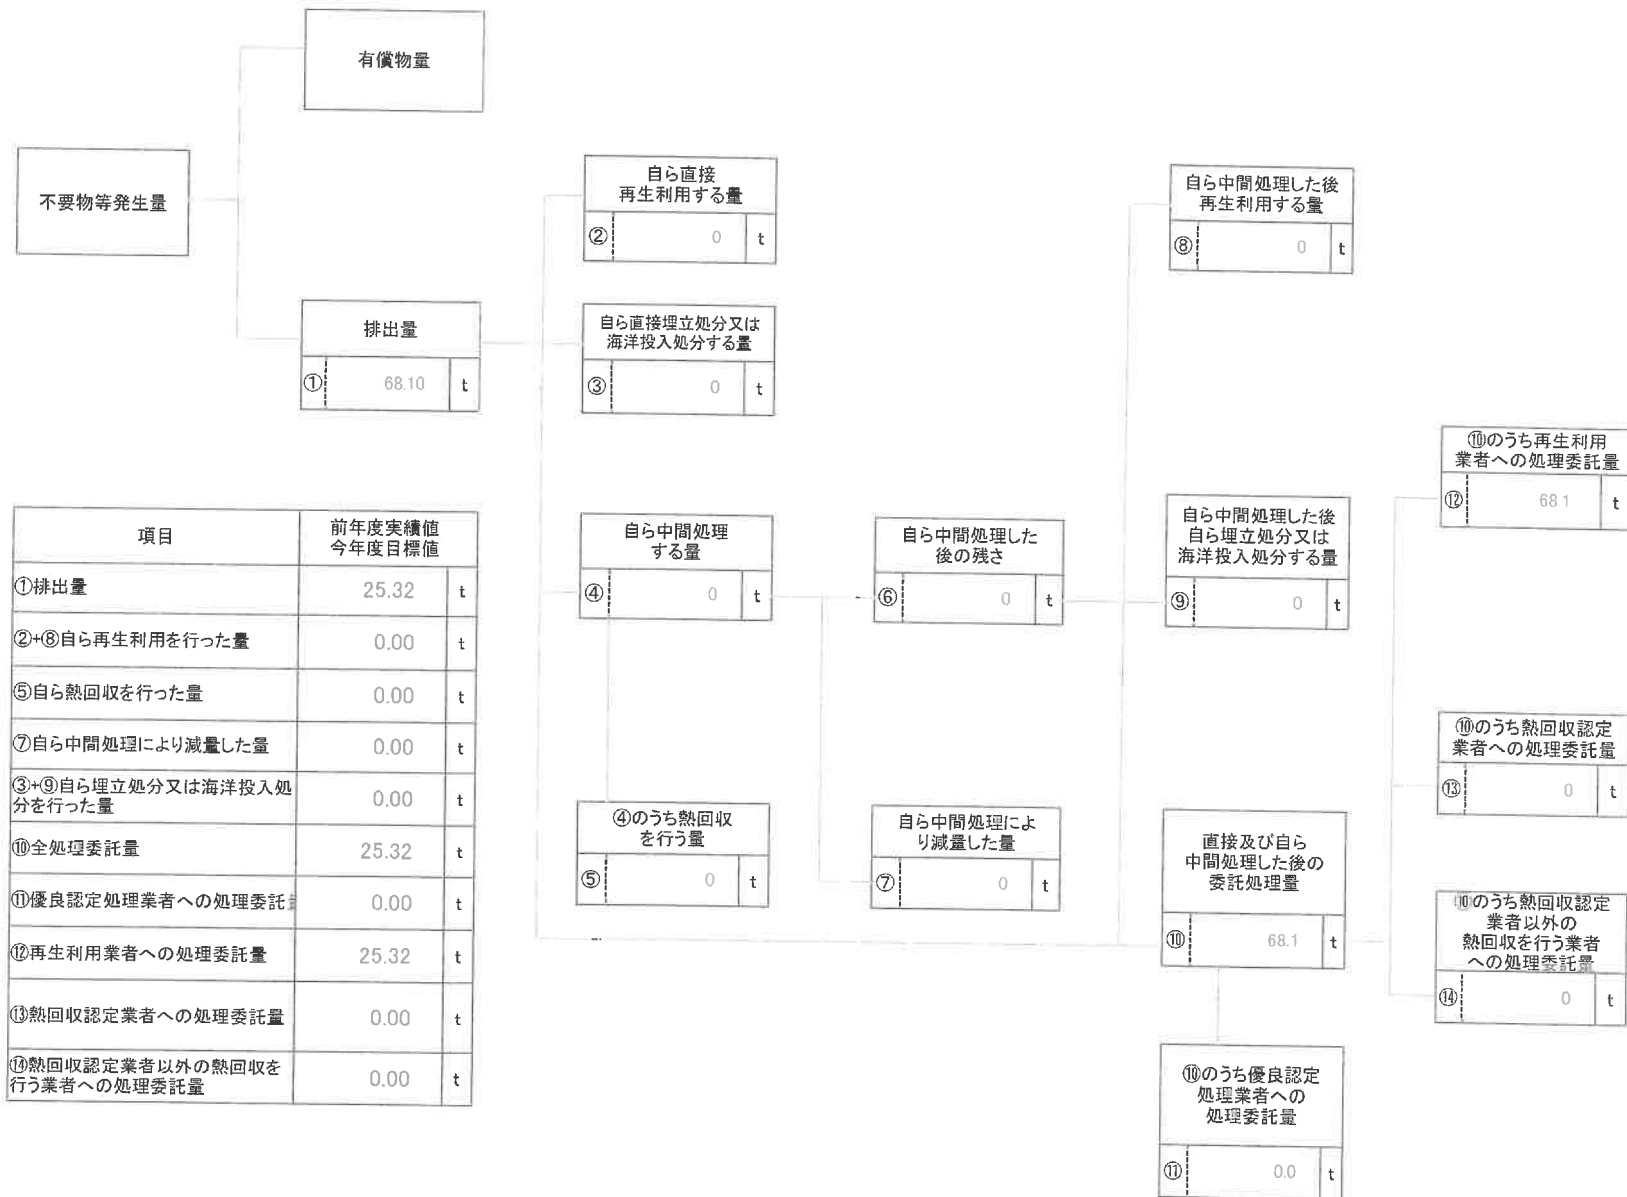 有償物量
不要物等発生量
排出量
① 68.10 t
自ら直接
再生利用する量
② 0 t
自ら直接埋立処分又は
海洋投入処分する量
③ 0 t
自ら中間処理
する量
④ 0 t
④のうち熱回収
を行う量
⑤ 0 t
自ら中間処理した
後の残さ
⑥ 0 t
自ら中間処理によ
り減量した量
⑦ 0 t
自ら中間処理した後
再生利用する量
⑧ 0 t
自ら中間処理した後
自ら埋立処分又は
海洋投入処分する量
⑨ 0 t
直接及び自ら
中間処理した後の
委託処理量
⑩ 68.1 t
⑩のうち優良認定
処理業者への
処理委託量
⑪ 0.0 t
⑩のうち再生利用
業者への処理委託量
⑫ 68.1 t
⑩のうち熱回収認定
業者への処理委託量
⑬ 0 t
⑩のうち熱回収認定
業者以外の
熱回収を行う業者
への処理委託量
⑭ 0 t
項目
前年度実績値
今年度目標値
①排出量 25.32 t
②+⑧自ら再生利用を行った量 0.00 t
⑤自ら熱回収を行った量 0.00 t
⑦自ら中間処理により減量した量 0.00 t
③+⑨自ら埋立処分又は海洋投入処
分を行った量 0.00 t
⑩全処理委託量 25.32 t
⑪優良認定処理業者への処理委託 0.00 t
⑫再生利用業者への処理委託量 25.32 t
⑬熱回収認定業者への処理委託量 0.00 t
⑭熱回収認定業者以外の熱回収を
行う業者への処理委託量 0.00 t